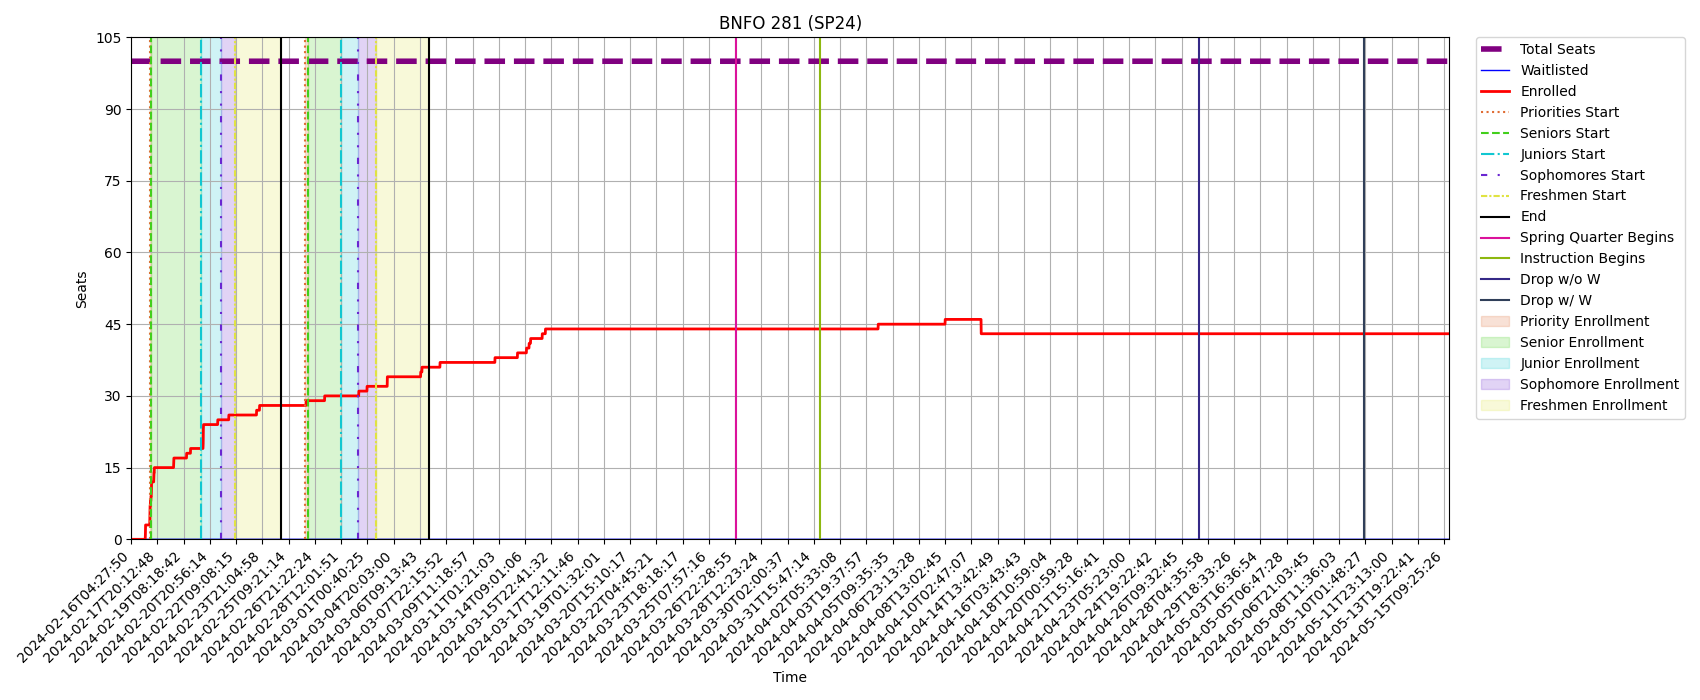 BNFO 281 (SP24)
Seats
105
90
75
60
45
30
15
0
2024-02-16T04:27:50
2024-02-17T20:12:48
2024-02-19T08:18:42
2024-02-20T20:56:14
2024-02-22T09:08:15
2024-02-23T21:04:58
2024-02-25T09:21:14
2024-02-26T21:22:24
2024-02-28T12:01:51
2024-03-01T00:40:25
2024-03-04T20:03:00
2024-03-06T09:13:43
2024-03-07T22:15:52
2024-03-09T11:18:57
2024-03-11T01:21:03
2024-03-14T09:01:06
2024-03-15T22:41:32
2024-03-17T12:11:46
2024-03-19T01:32:01
2024-03-20T15:10:17
2024-03-22T04:45:21
2024-03-23T18:18:17
2024-03-25T07:57:16
2024-03-26T22:28:55
2024-03-28T12:23:24
2024-03-30T02:00:37
2024-03-31T15:47:14
2024-04-02T05:33:08
2024-04-03T19:37:57
2024-04-05T09:35:35
2024-04-06T23:13:28
2024-04-08T13:02:45
2024-04-10T02:47:07
2024-04-14T13:42:49
2024-04-16T03:43:43
2024-04-18T10:59:04
2024-04-20T00:59:28
2024-04-21T15:16:41
2024-04-23T05:23:00
2024-04-24T19:22:42
2024-04-26T09:32:45
2024-04-28T04:35:58
2024-04-29T18:33:26
2024-05-03T16:36:54
2024-05-05T06:47:28
2024-05-06T21:03:45
2024-05-08T11:36:03
2024-05-10T01:48:27
2024-05-11T23:13:00
2024-05-13T19:22:41
2024-05-15T09:25:26
Time
Total Seats
Waitlisted
Enrolled
Priorities Start
Seniors Start
Juniors Start
Sophomores Start
Freshmen Start
End
Spring Quarter Begins
Instruction Begins
Drop w/o W
Drop w/ W
Priority Enrollment
Senior Enrollment
Junior Enrollment
Sophomore Enrollment
Freshmen Enrollment